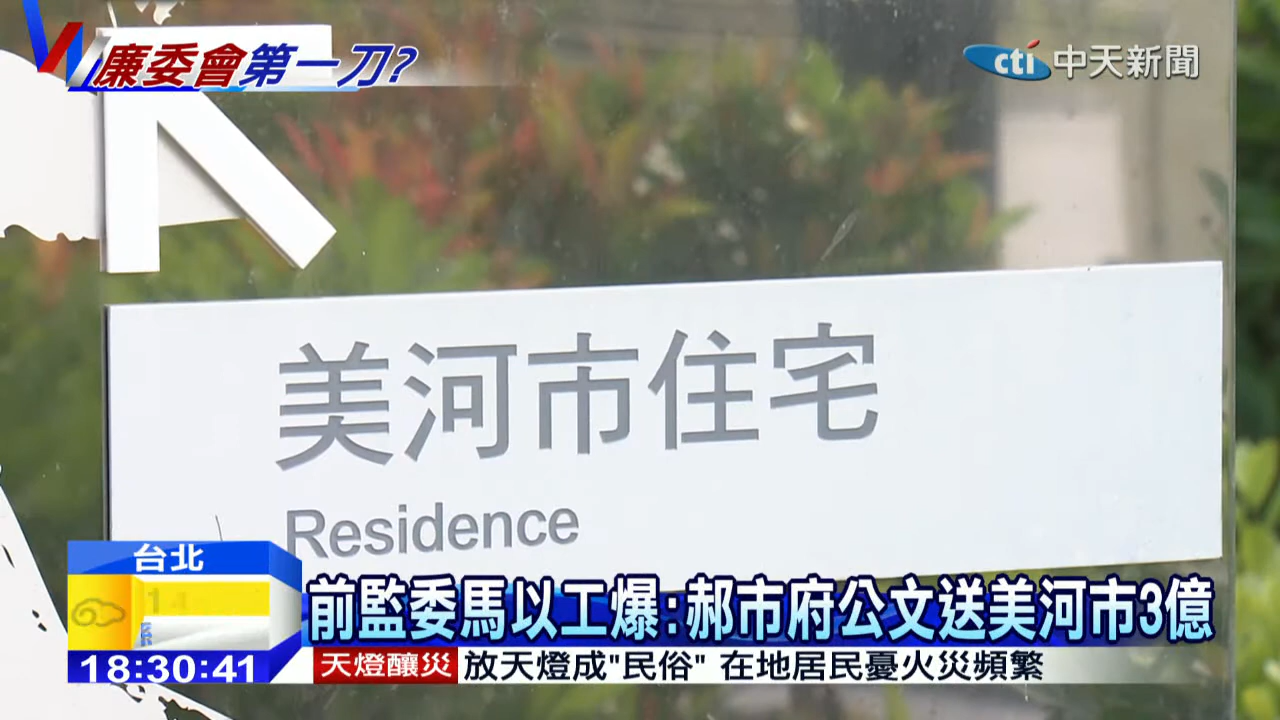 廉委會第一刀?
cti 中天新聞
美河市住宅
Residence
台北
18:30:41
前監委馬以工爆:郝市府公文送美河市3億
天燈釀災 放天燈成"民俗" 在地居民憂火災頻繁